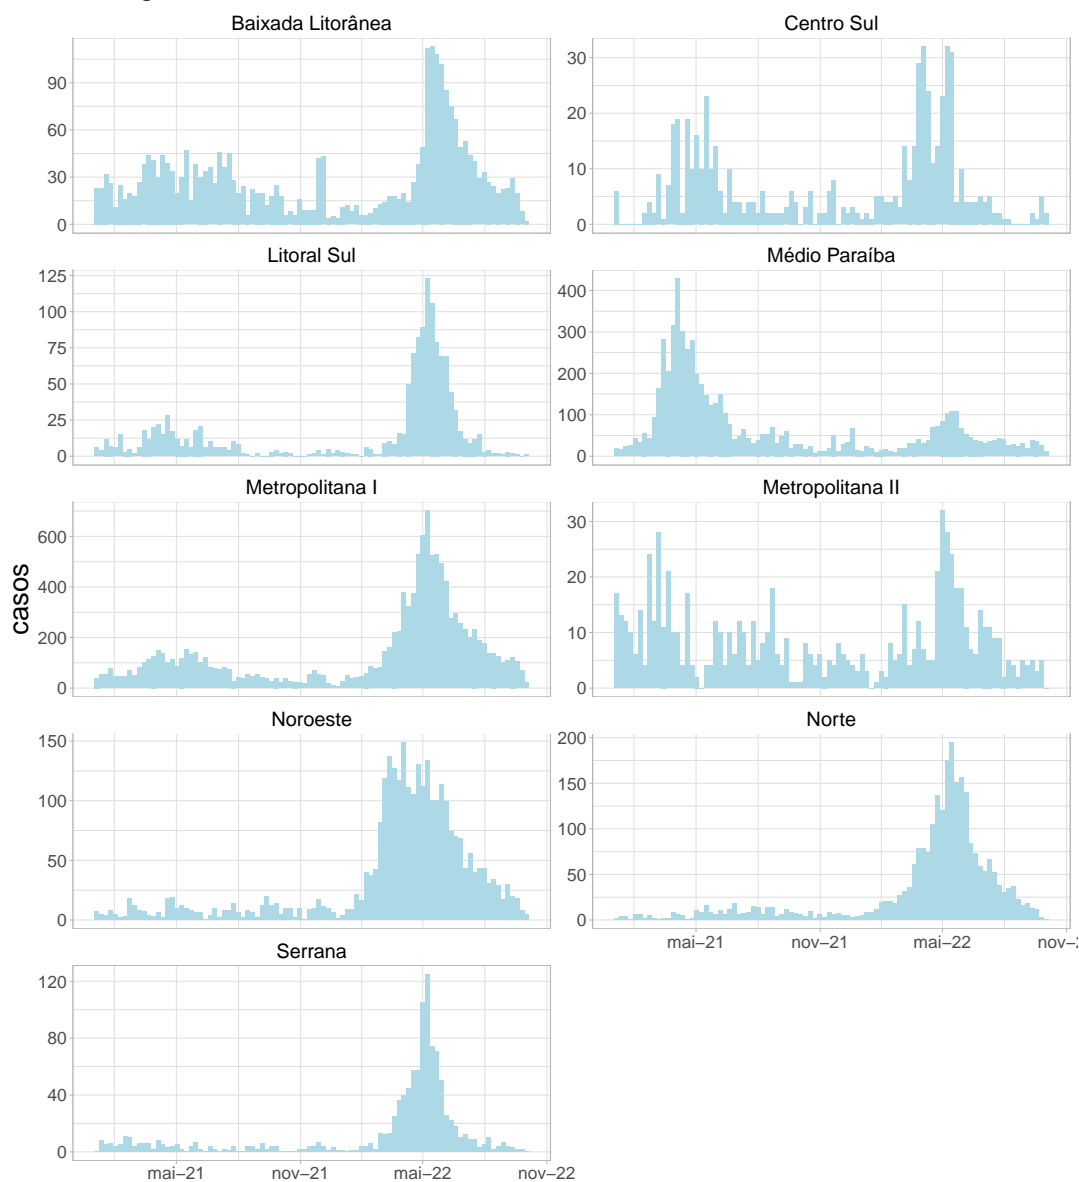 Baixada Litorânea
Centro Sul
90
60
30
0
30
20
10
0
Litoral Sul
Médio Paraíba
125
100
75
50
25
0
400
300
200
100
0
Metropolitana I
Metropolitana II
600
400
200
0
30
20
10
0
casos
Noroeste
Norte
150
100
50
0
200
150
100
50
0
mai–21
nov–21
mai–22
Serrana
120
80
40
0
mai–21
nov–21
mai–22
nov–22